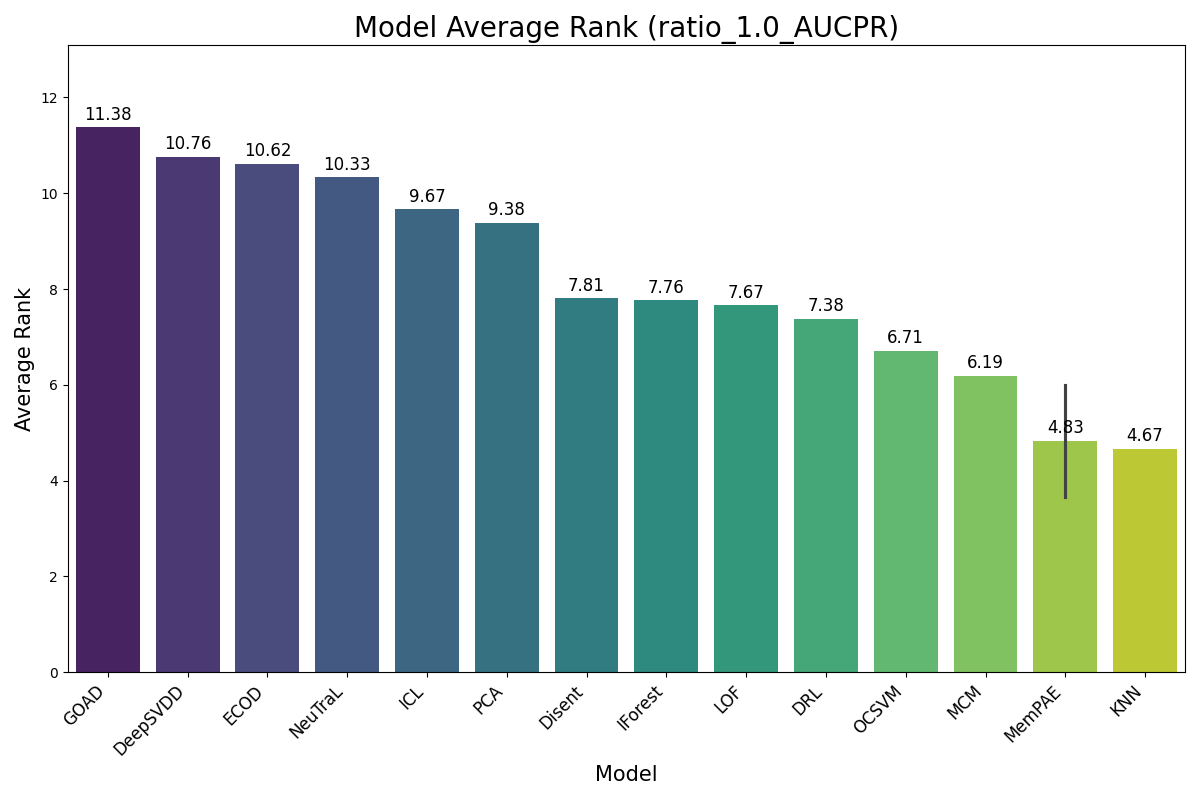 Model Average Rank (ratio_1.0_AUCPR)
Average Rank
12
10
8
6
4
2
0
11.38
10.76
10.62
10.33
9.67
9.38
7.81
7.76
7.67
7.38
6.71
6.19
4.83
4.67
GOAD
DeepSVDD
ECOD
NeuTraL
ICL
PCA
Disent
IForest
LOF
DRL
OCSVM
MCM
MemPAE
KNN
Model